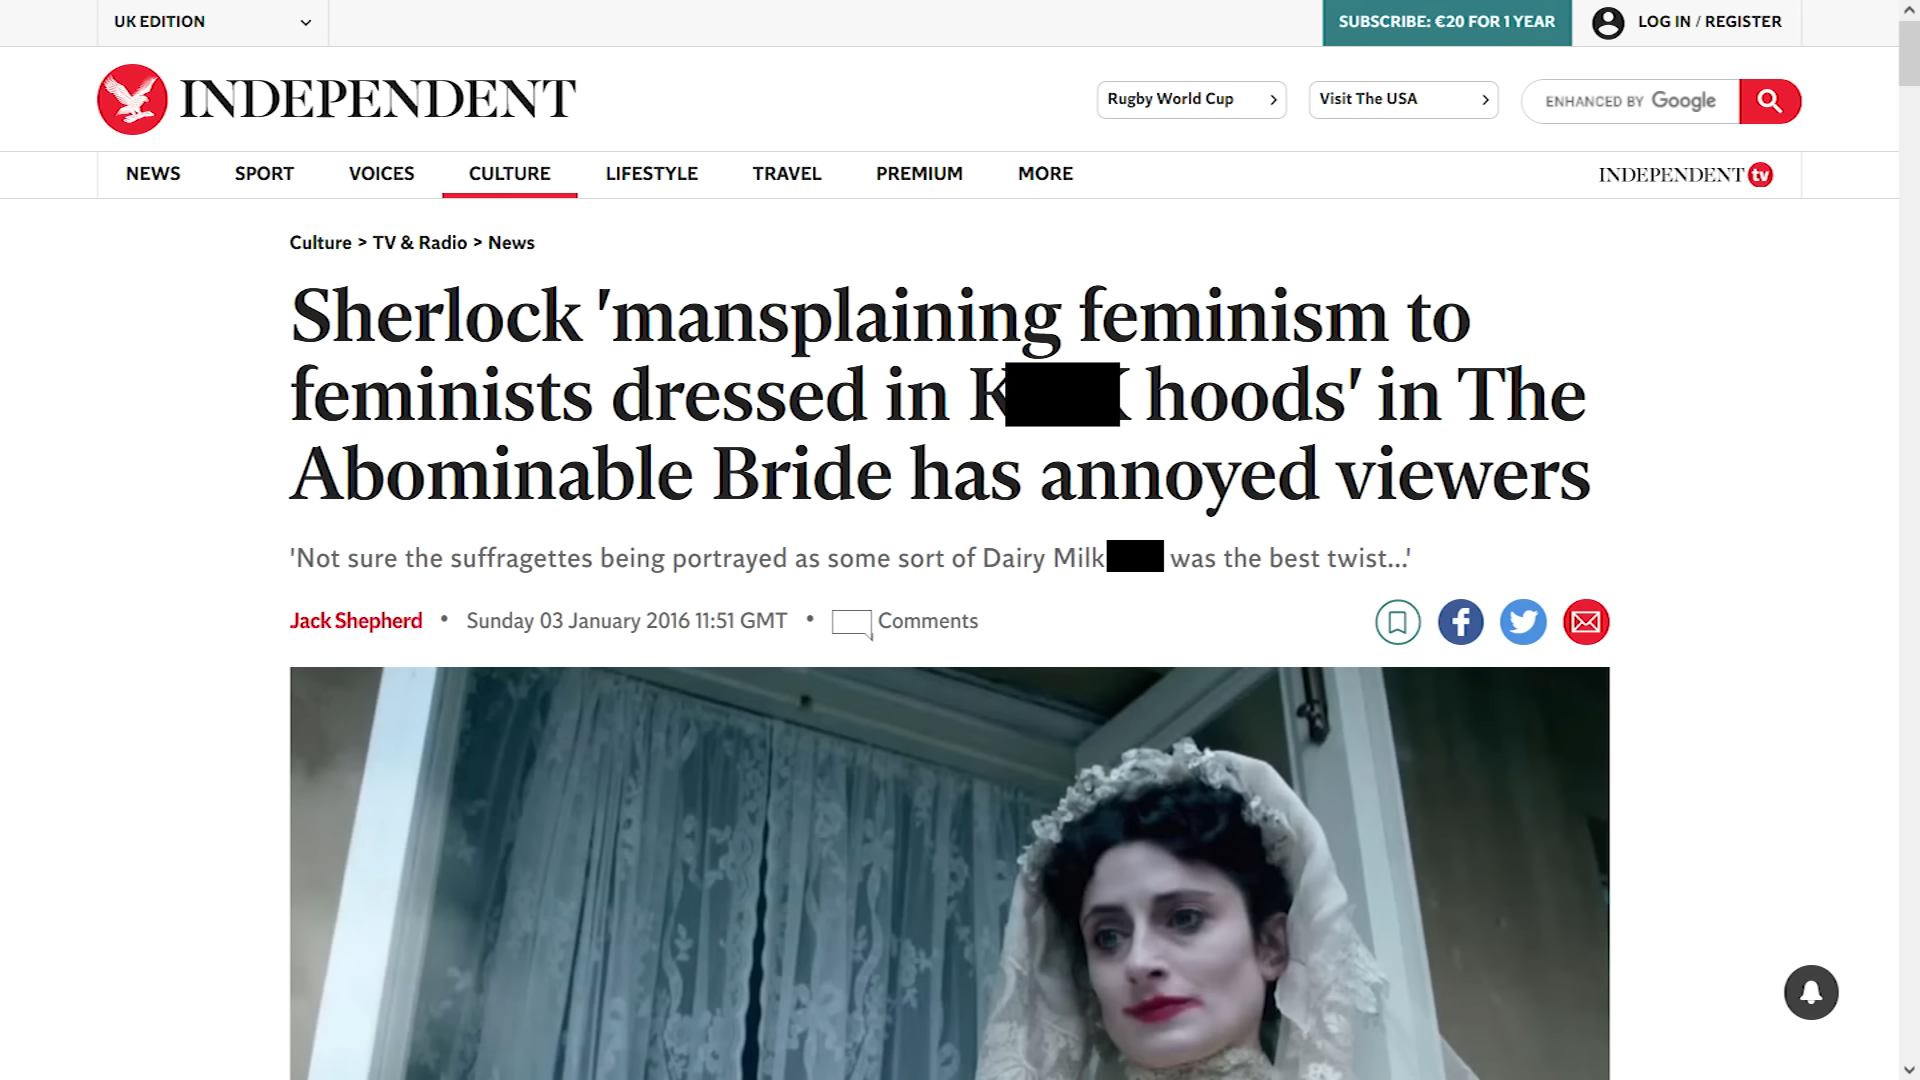 UK EDITION
SUBSCRIBE: €20 FOR 1 YEAR
LOG IN / REGISTER
INDEPENDENT
Rugby World Cup
Visit The USA
ENHANCED BY Google
NEWS SPORT VOICES CULTURE LIFESTYLE TRAVEL PREMIUM MORE
INDEPENDENT tv
Culture > TV & Radio > News
Sherlock 'mansplaining feminism to
feminists dressed in hoods' in The
Abominable Bride has annoyed viewers
'Not sure the suffragettes being portrayed as some sort of Dairy Milk was the best twist...'
Jack Shepherd • Sunday 03 January 2016 11:51 GMT • Comments